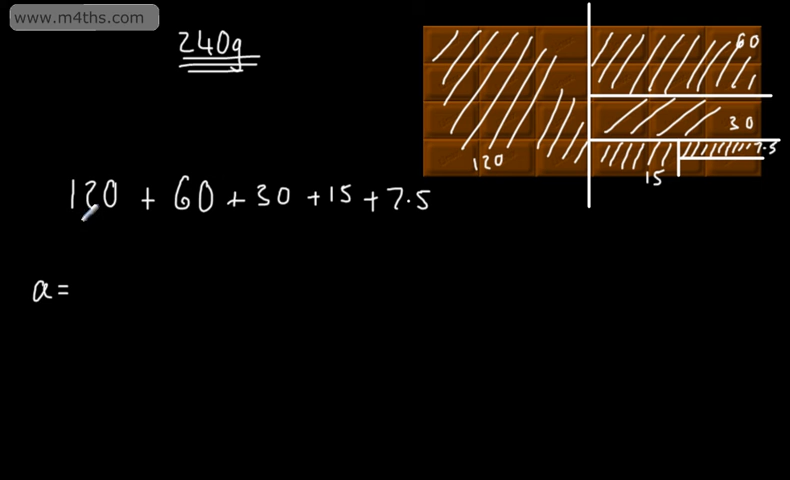 www.m4ths.com
240g
60
30
7.5
120
15
120 + 60 + 30 + 15 + 7.5
a =